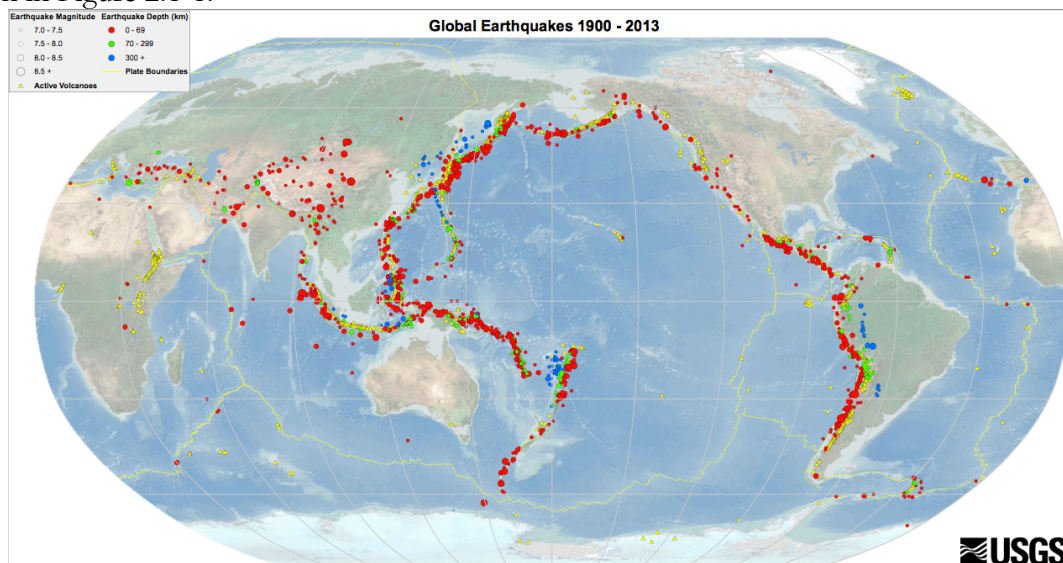 Global Earthquakes 1900 - 2013
Earthquake Magnitude Earthquake Depth (km)
7.0 - 7.5 0 - 69
7.5 - 8.0 70 - 299
8.0 - 8.5 300 +
8.5 + Plate Boundaries
Active Volcanoes
USGS